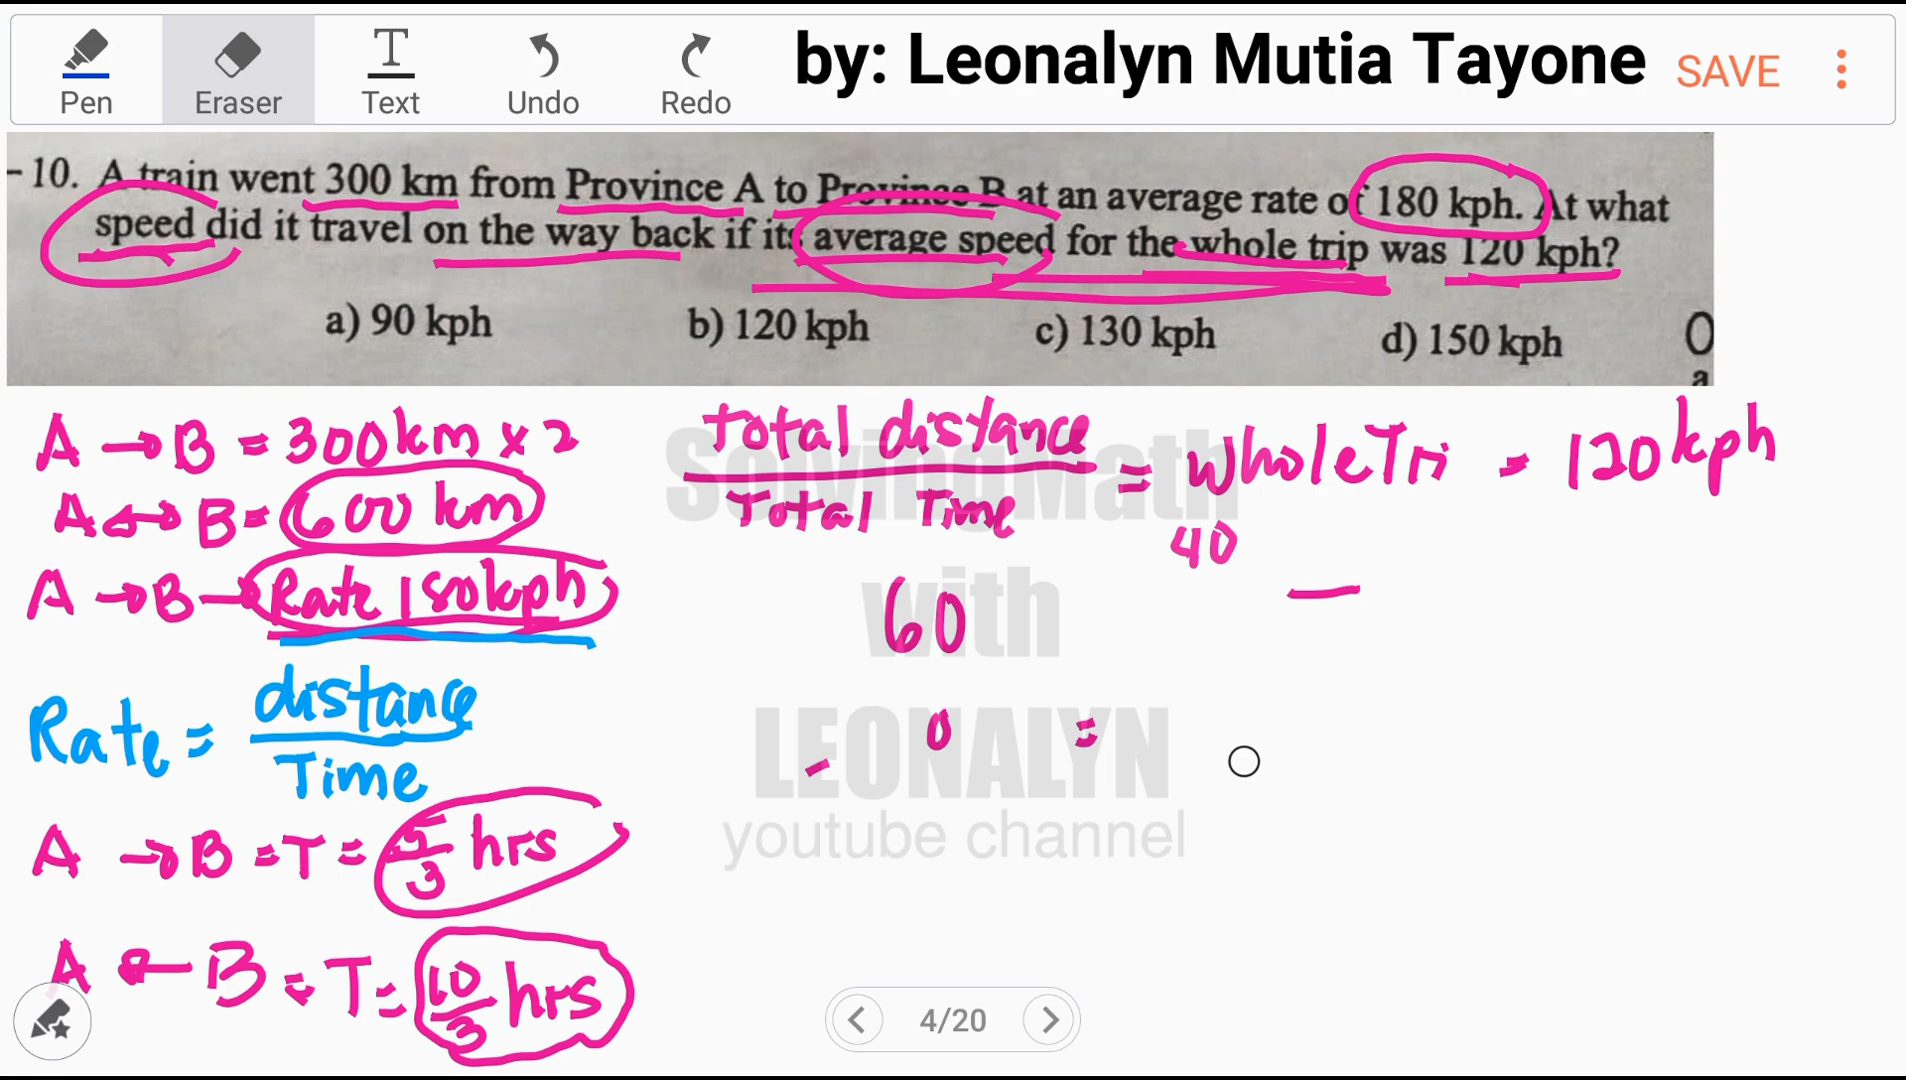 by: Leonalyn Mutia Tayone
SAVE
Pen
Eraser
Text
Undo
Redo
10. A train went 300 km from Province A to Province B at an average rate of 180 kph. At what
speed did it travel on the way back if its average speed for the whole trip was 120 kph?
a) 90 kph
b) 120 kph
c) 130 kph
d) 150 kph
A → B = 300km x 2
A ↔ B = 600 km
A → B → Rate 180kph
Rate = distance
Time
A → B = T = 5/3 hrs
A ← B = T = 10/3 hrs
Total distance
Total Time
= Whole Tri = 120kph
40
60
0 =
SolvingMath
with
LEONALYN
youtube channel
4/20